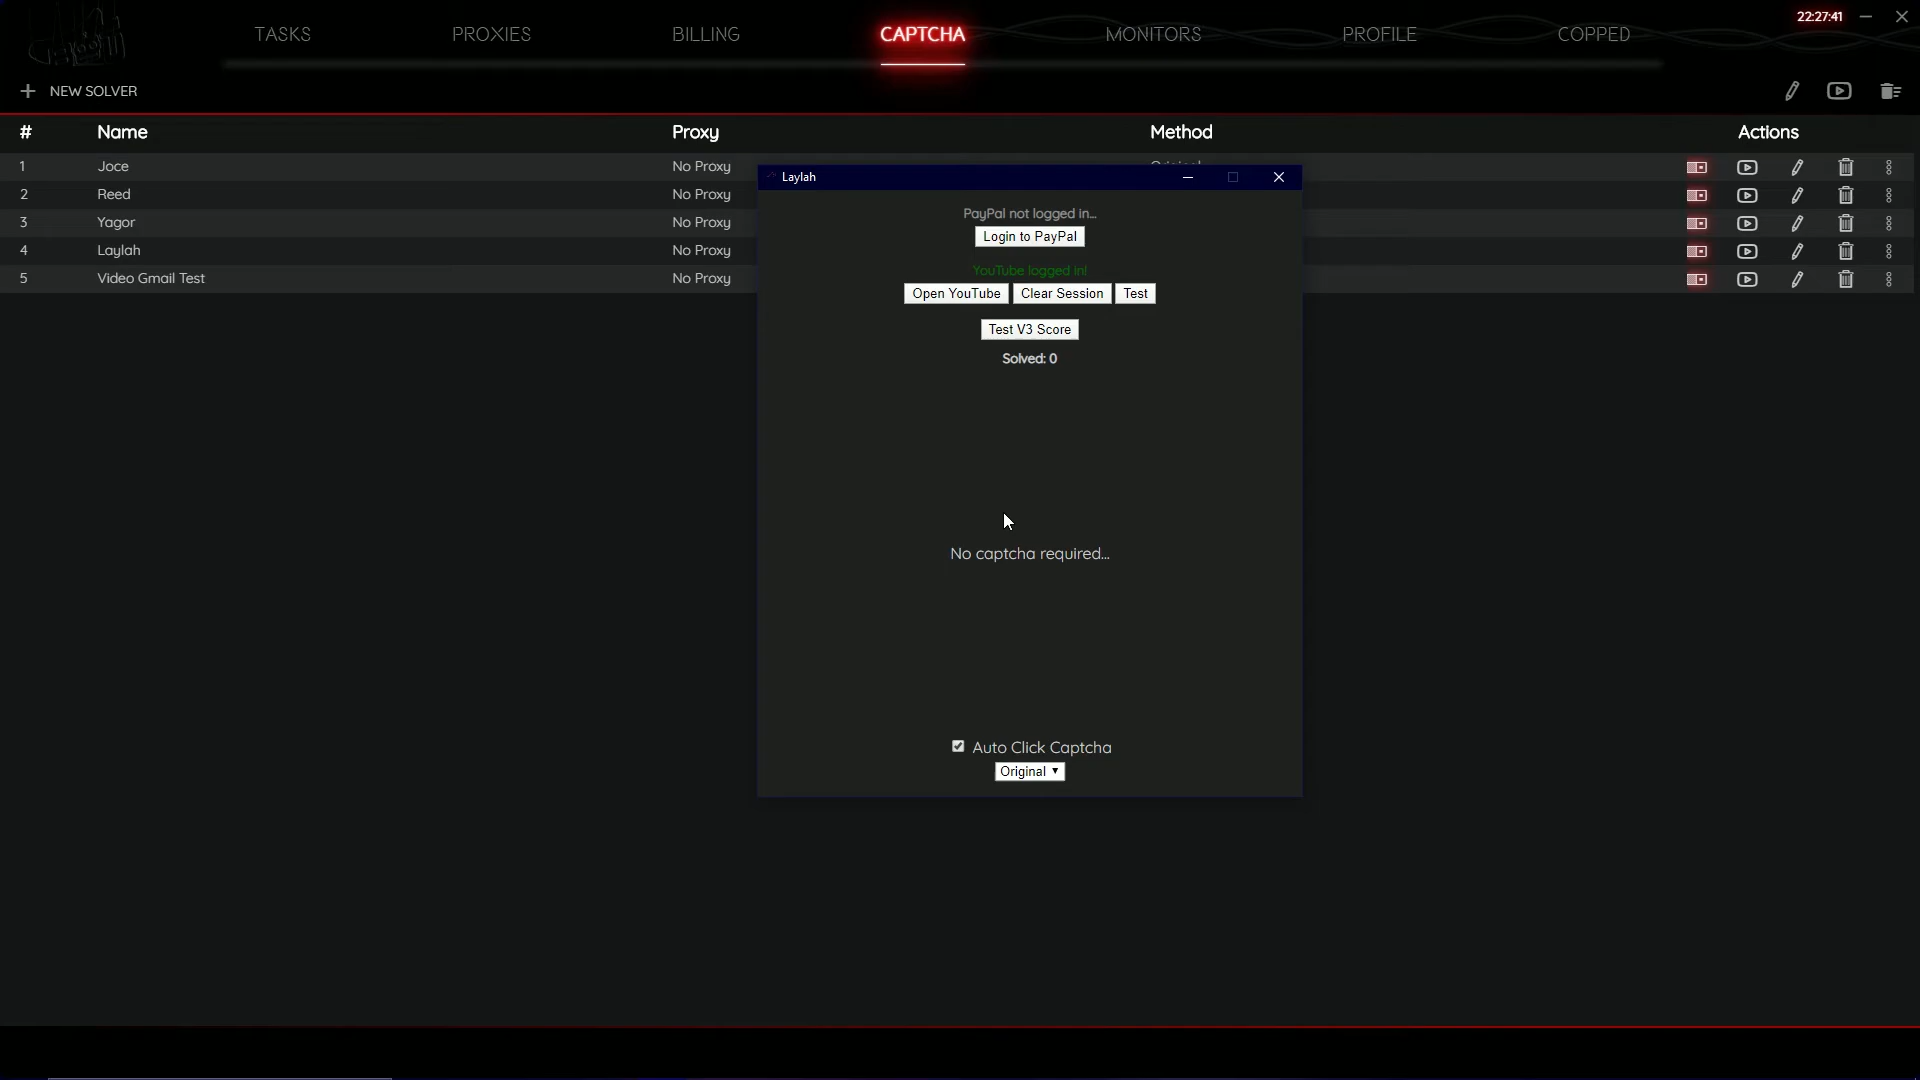 TASKS PROXIES BILLING CAPTCHA MONITORS PROFILE COPPED 22:27:41
NEW SOLVER
# Name Proxy Method Actions
1 Joce No Proxy Original
2 Reed No Proxy
3 Yagor No Proxy
4 Laylah No Proxy
5 Video Gmail Test No Proxy
Laylah
PayPal not logged in...
Login to PayPal
YouTube logged in!
Open YouTube Clear Session Test
Test V3 Score
Solved: 0
No captcha required...
Auto Click Captcha
Original